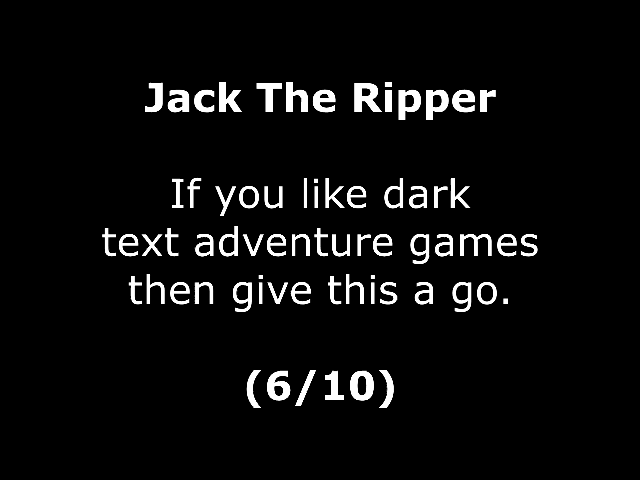 Jack The Ripper
If you like dark
text adventure games
then give this a go.
(6/10)